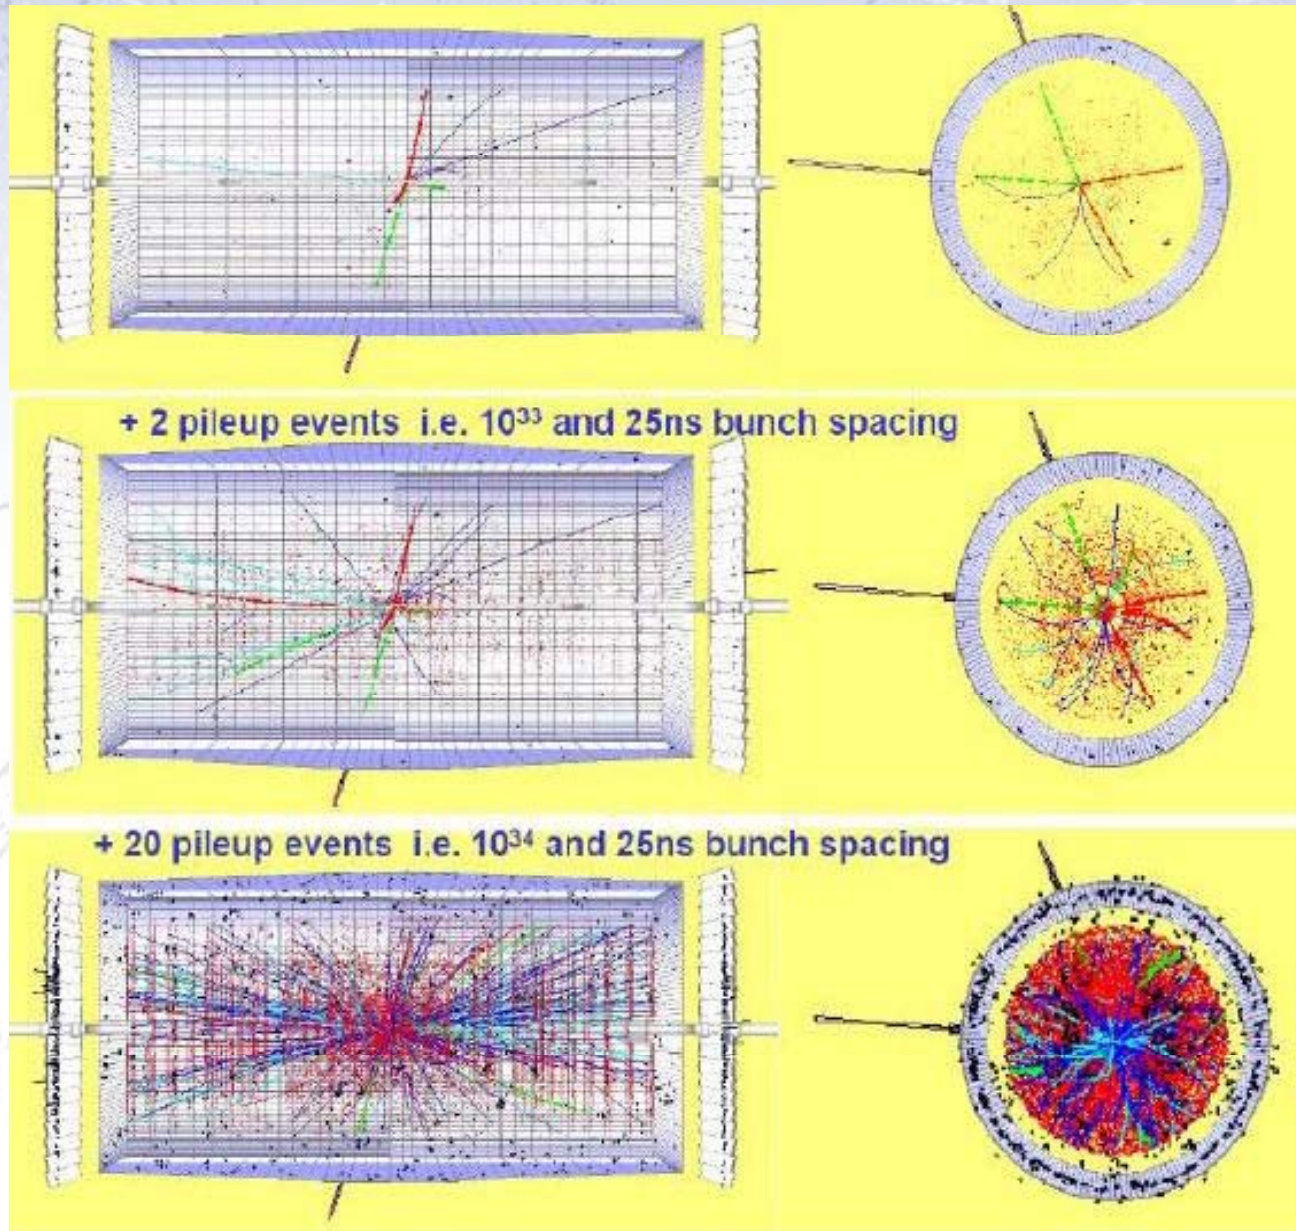 + 2 pileup events i.e. 10³³ and 25ns bunch spacing
+ 20 pileup events i.e. 10³⁴ and 25ns bunch spacing